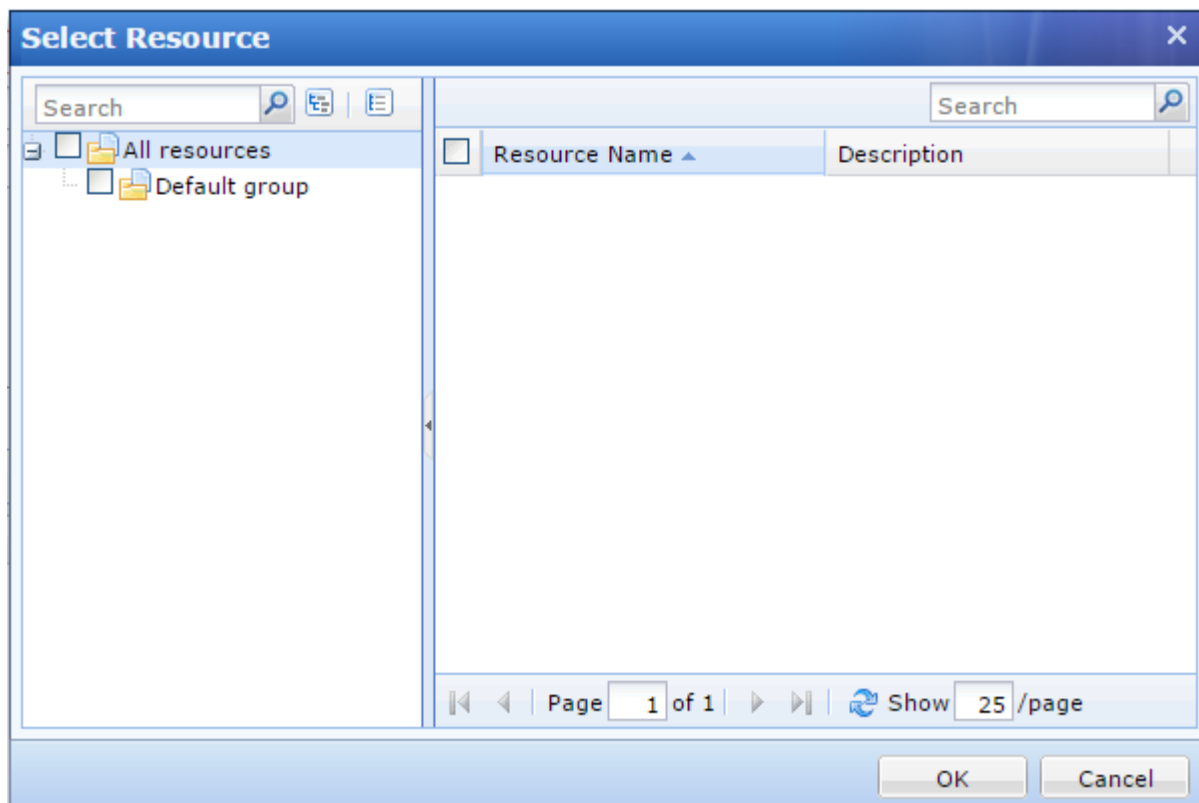 Select Resource
Search
Search
All resources
Default group
Resource Name
Description
Page 1 of 1
Show 25 /page
OK
Cancel